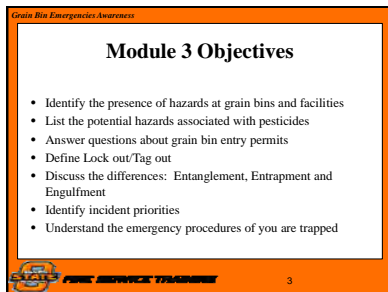 Grain Bin Emergencies Awareness
Module 3 Objectives
• Identify the presence of hazards at grain bins and facilities
• List the potential hazards associated with pesticides
• Answer questions about grain bin entry permits
• Define Lock out/Tag out
• Discuss the differences: Entanglement, Entrapment and
Engulfment
• Identify incident priorities
• Understand the emergency procedures of you are trapped
STATE FIRE SERVICE TRAINING 3